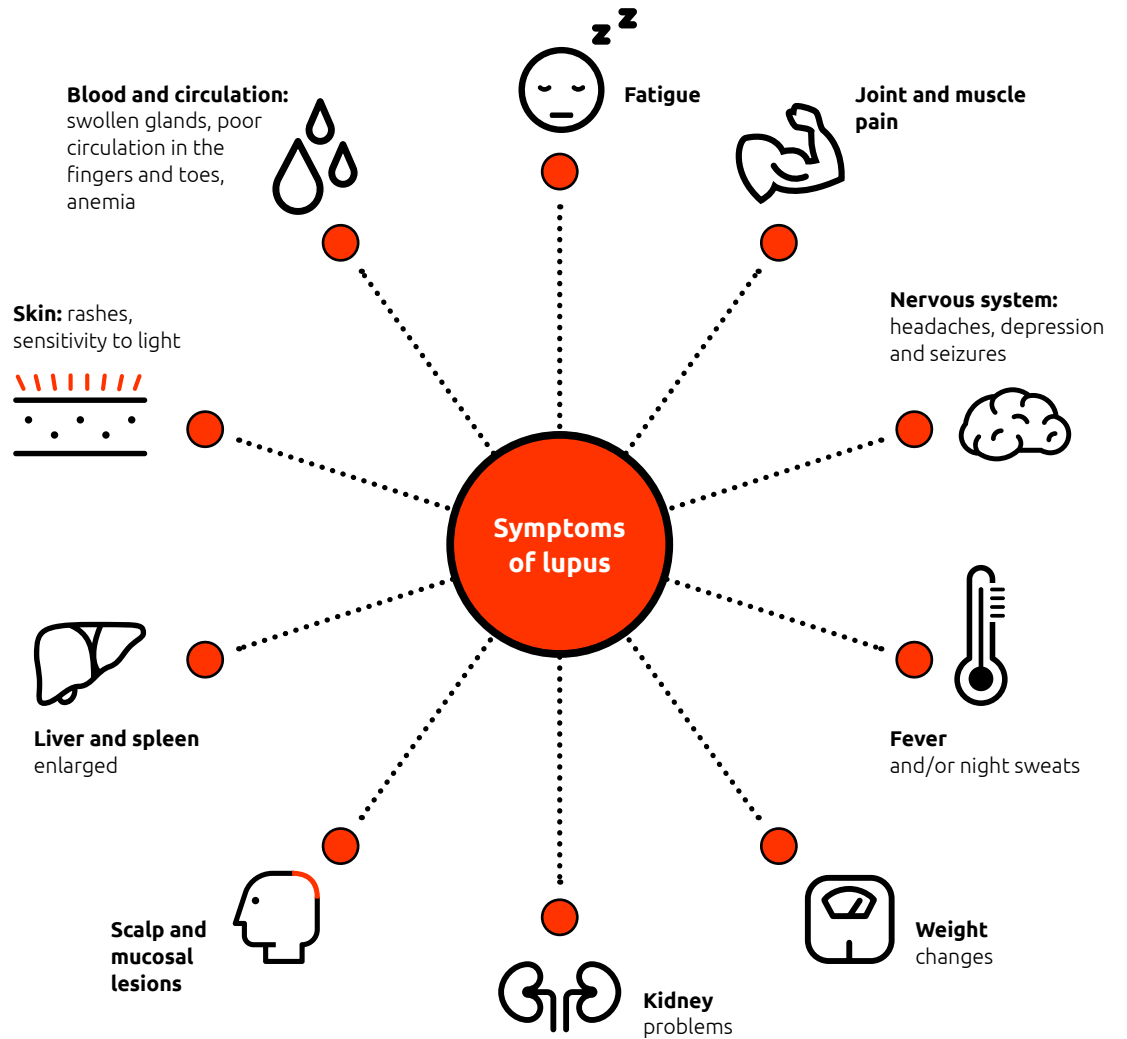 z z
Fatigue
Joint and muscle
pain
Nervous system:
headaches, depression
and seizures
Fever
and/or night sweats
Weight
changes
Kidney
problems
Scalp and
mucosal
lesions
Liver and spleen
enlarged
Skin: rashes,
sensitivity to light
Blood and circulation:
swollen glands, poor
circulation in the
fingers and toes,
anemia
Symptoms
of lupus